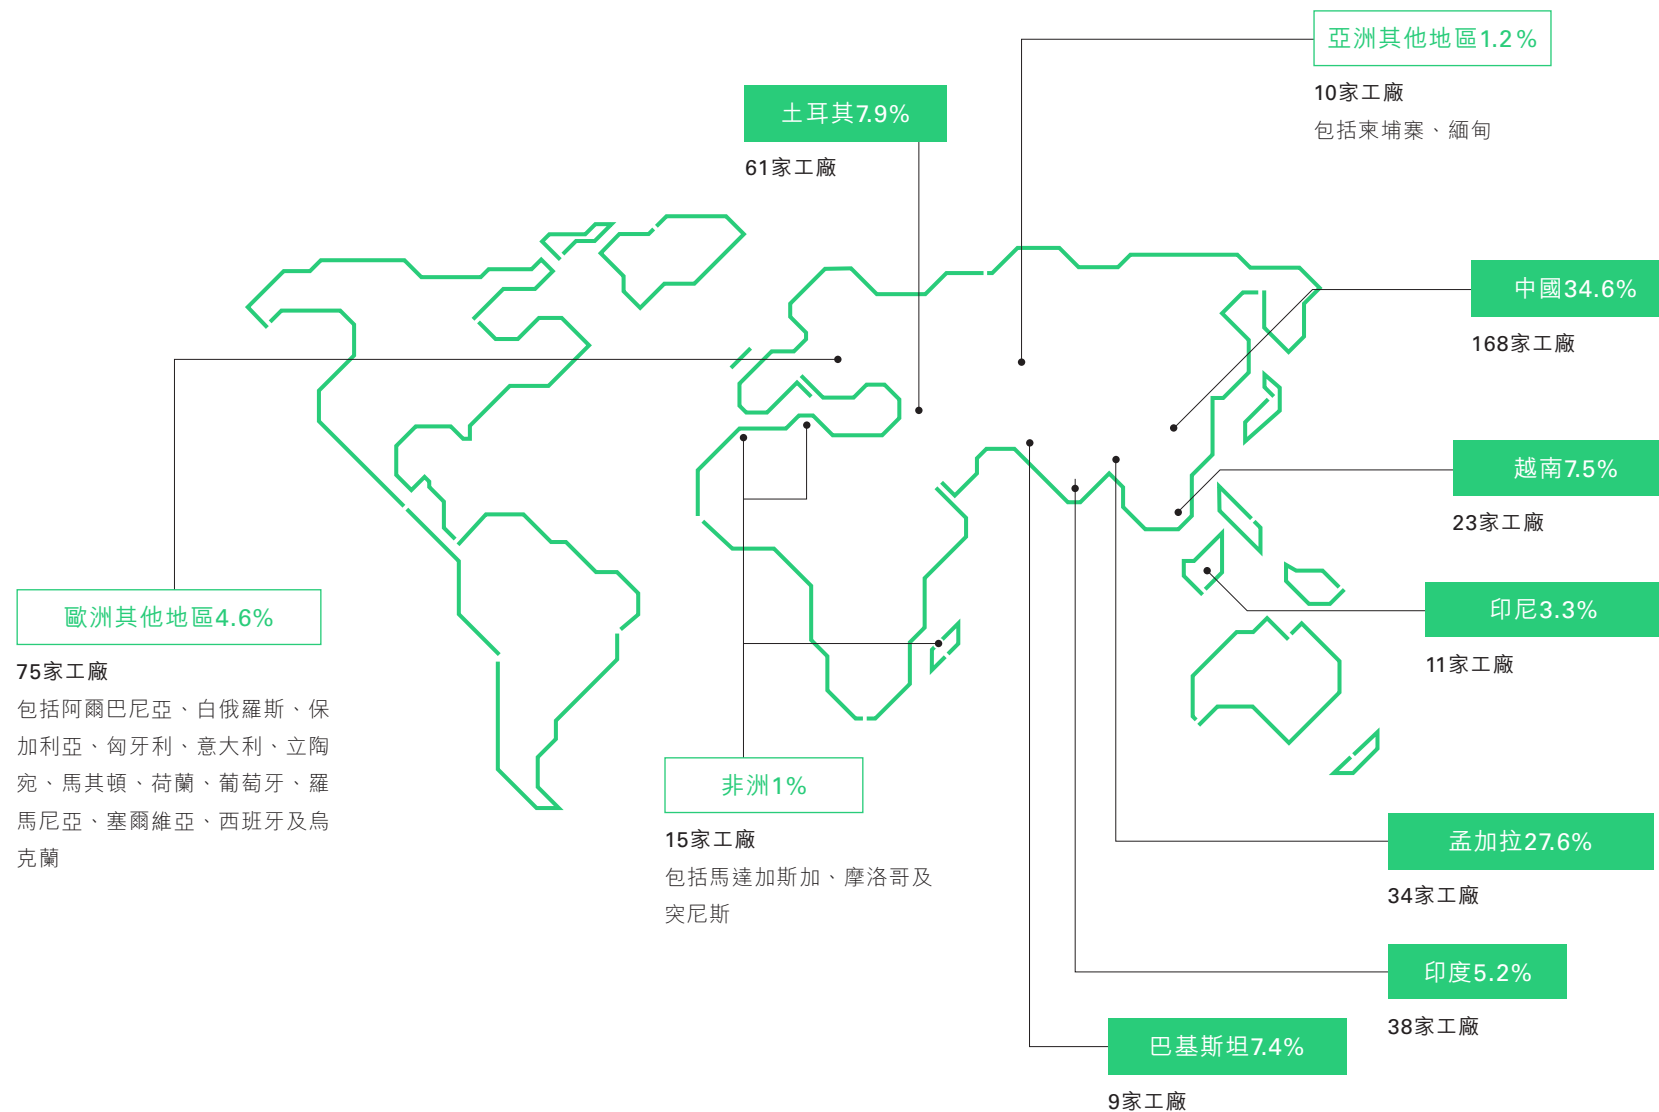 亞洲其他地區1.2%
10家工廠
包括柬埔寨、緬甸
土耳其7.9%
61家工廠
中國34.6%
168家工廠
越南7.5%
23家工廠
印尼3.3%
11家工廠
歐洲其他地區4.6%
75家工廠
包括阿爾巴尼亞、白俄羅斯、保
加利亞、匈牙利、意大利、立陶
宛、馬其頓、荷蘭、葡萄牙、羅
馬尼亞、塞爾維亞、西班牙及烏
克蘭
非洲1%
15家工廠
包括馬達加斯加、摩洛哥及
突尼斯
孟加拉27.6%
34家工廠
印度5.2%
38家工廠
巴基斯坦7.4%
9家工廠